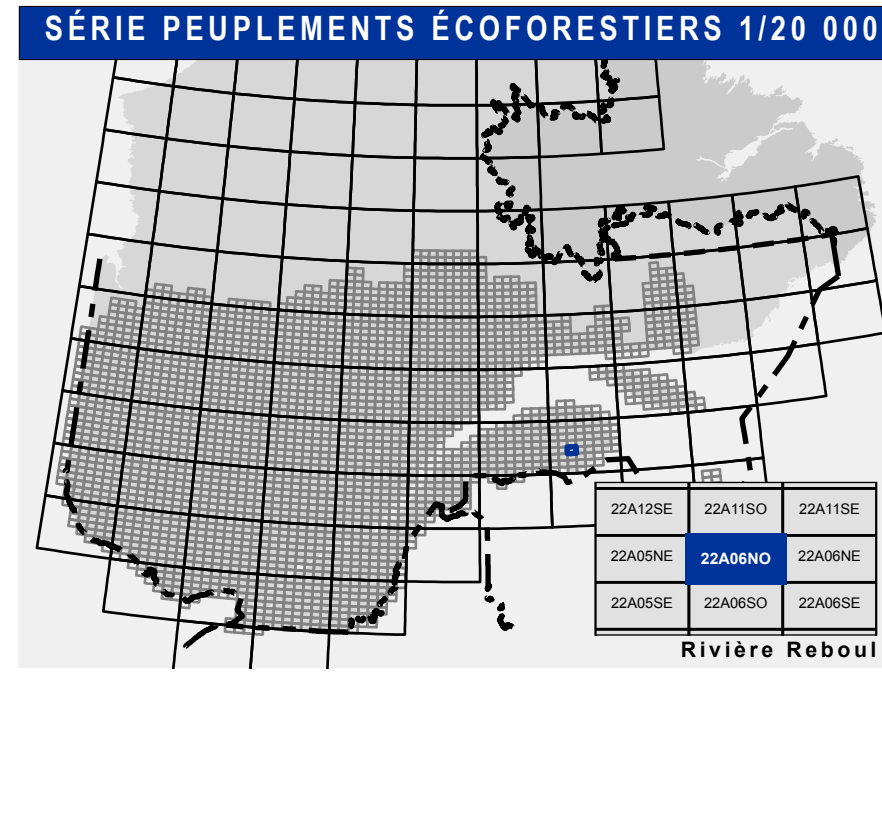 SÉRIE PEUPLEMENTS ÉCOFORESTIERS 1/20 000
22A12SE 22A11SO 22A11SE
22A05NE 22A06NO 22A06NE
22A05SE 22A06SO 22A06SE
Rivière Reboul